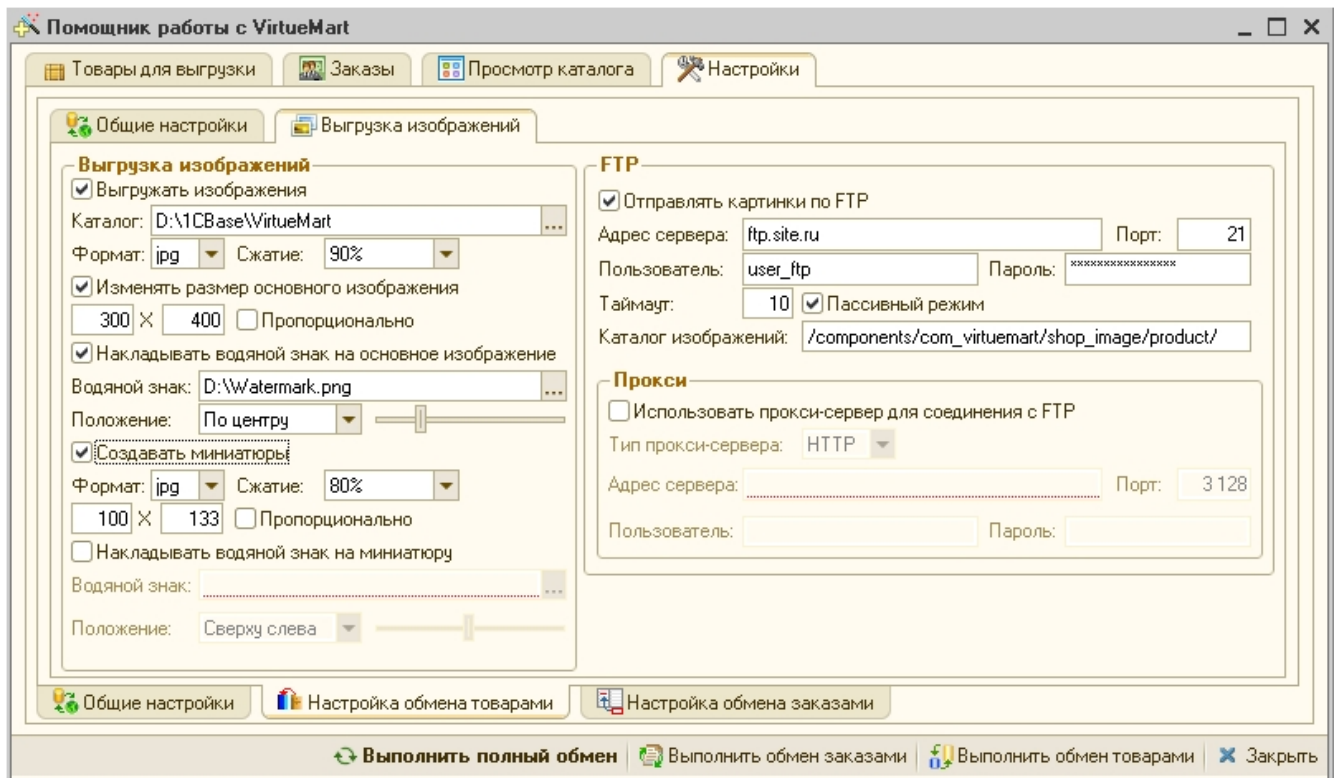 Помощник работы с VirtueMart
Товары для выгрузки Заказы Просмотр каталога Настройки
Общие настройки Выгрузка изображений
Выгрузка изображений
Выгружать изображения
Каталог: D:\1CBase\VirtueMart ...
Формат: jpg Сжатие: 90%
Изменять размер основного изображения
300 X 400 Пропорционально
Накладывать водяной знак на основное изображение
Водяной знак: D:\Watermark.png ...
Положение: По центру
Создавать миниатюры
Формат: jpg Сжатие: 80%
100 X 133 Пропорционально
Накладывать водяной знак на миниатюру
Водяной знак: ...
Положение: Сверху слева
FTP
Отправлять картинки по FTP
Адрес сервера: ftp.site.ru Порт: 21
Пользователь: user_ftp Пароль: ****************
Таймаут: 10 Пассивный режим
Каталог изображений: /components/com_virtuemart/shop_image/product/
Прокси
Использовать прокси-сервер для соединения с FTP
Тип прокси-сервера: HTTP
Адрес сервера: Порт: 3 128
Пользователь: Пароль:
Общие настройки Настройка обмена товарами Настройка обмена заказами
Выполнить полный обмен Выполнить обмен заказами Выполнить обмен товарами Закрыть